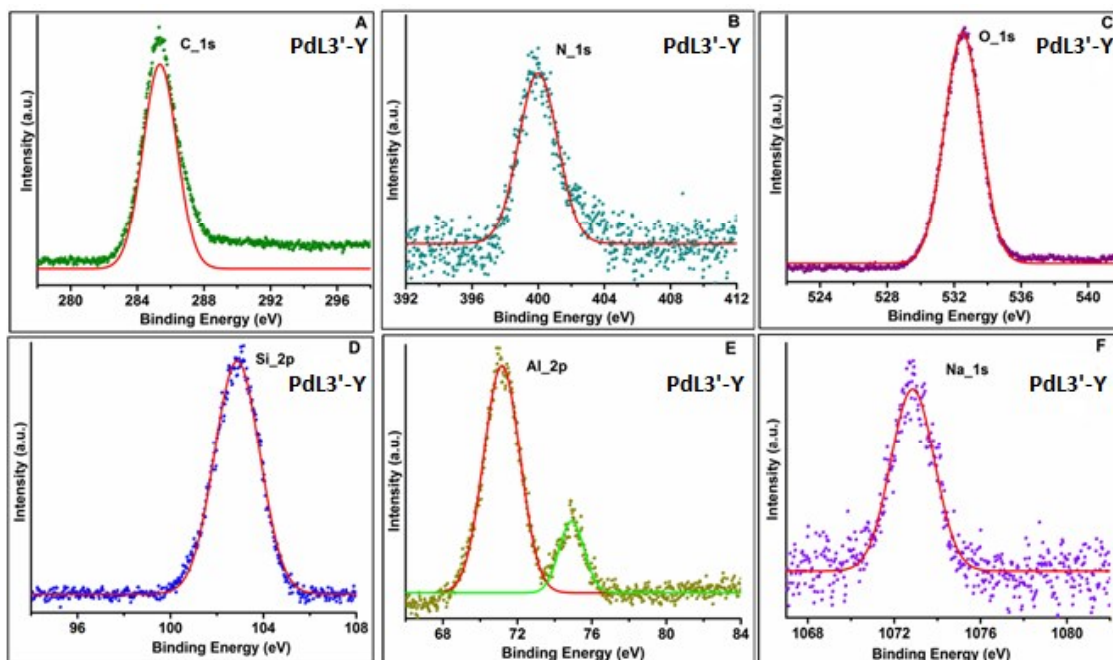 A
C_1s
PdL3'-Y
Intensity (a.u.)
280 284 288 292 296
Binding Energy (eV)
B
N_1s
PdL3'-Y
Intensity (a.u.)
392 396 400 404 408 412
Binding Energy (eV)
C
O_1s
PdL3'-Y
Intensity (a.u.)
524 528 532 536 540
Binding Energy (eV)
D
Si_2p
PdL3'-Y
Intensity (a.u.)
96 100 104 108
Binding Energy (eV)
E
Al_2p
PdL3'-Y
Intensity (a.u.)
68 72 76 80 84
Binding Energy (eV)
F
Na_1s
PdL3'-Y
Intensity (a.u.)
1068 1072 1076 1080
Binding Energy (eV)